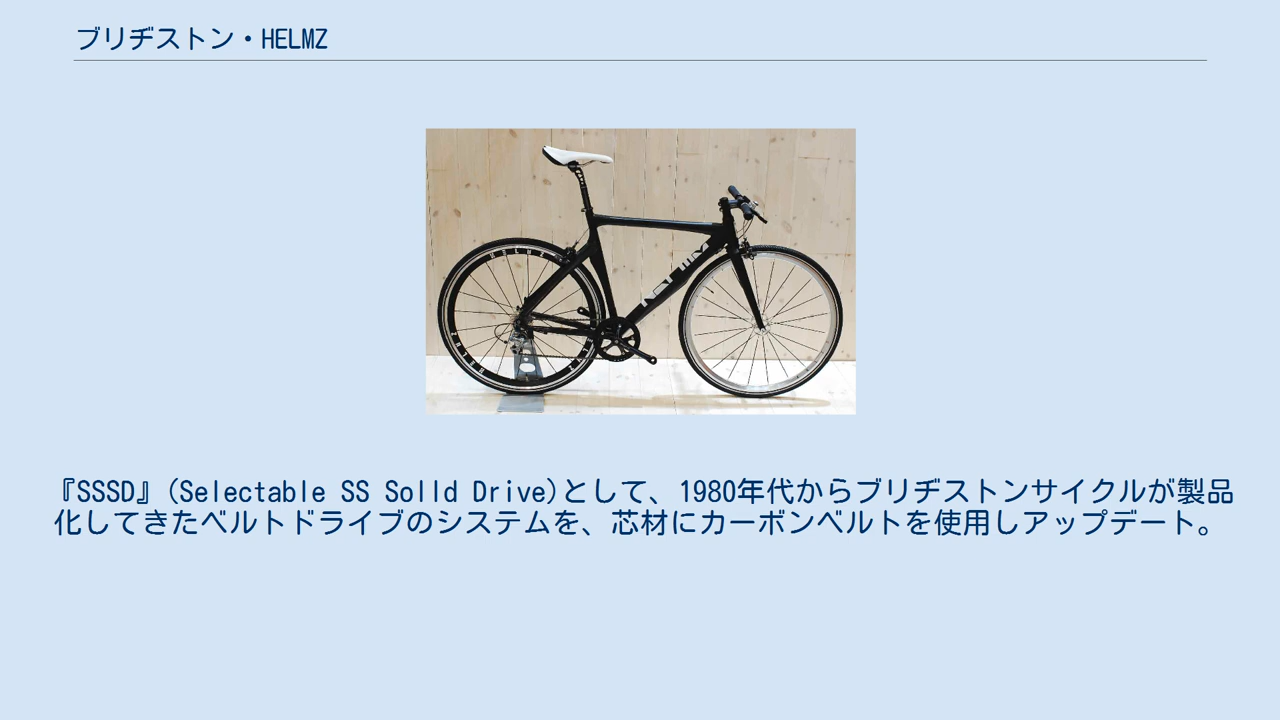 ブリヂストン・HELMZ
『SSSD』(Selectable SS Solld Drive)として、1980年代からブリヂストンサイクルが製品
化してきたベルトドライブのシステムを、芯材にカーボンベルトを使用しアップデート。